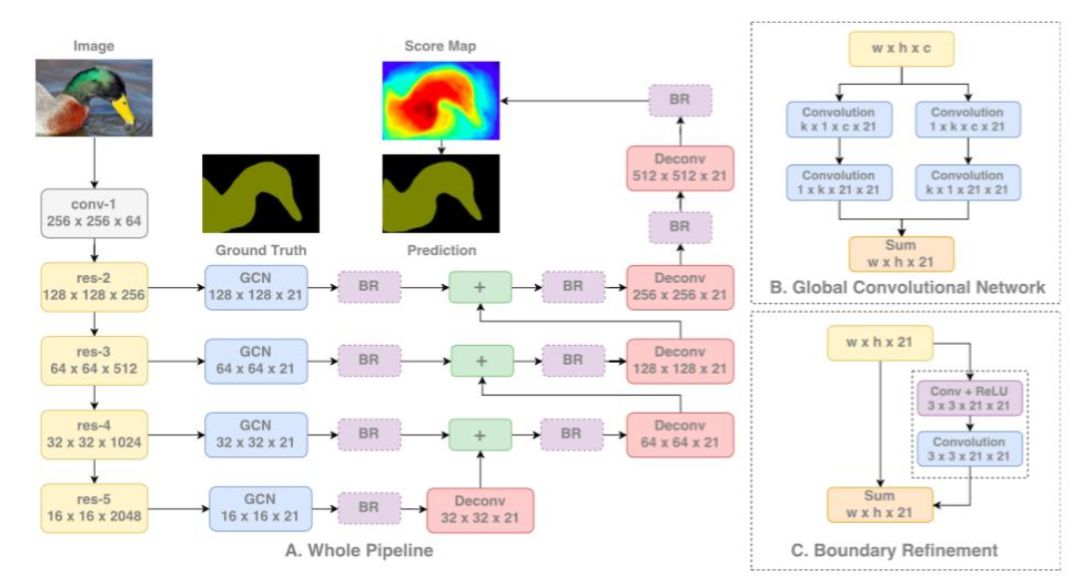 Image
Score Map
BR
Deconv
512 x 512 x 21
conv-1
256 x 256 x 64
BR
Ground Truth
Prediction
res-2
128 x 128 x 256
GCN
128 x 128 x 21
BR
+
BR
Deconv
256 x 256 x 21
res-3
64 x 64 x 512
GCN
64 x 64 x 21
BR
+
BR
Deconv
128 x 128 x 21
res-4
32 x 32 x 1024
GCN
32 x 32 x 21
BR
+
BR
Deconv
64 x 64 x 21
res-5
16 x 16 x 2048
GCN
16 x 16 x 21
BR
Deconv
32 x 32 x 21
A. Whole Pipeline
w x h x c
Convolution
k x 1 x c x 21
Convolution
1 x k x c x 21
Convolution
1 x k x 21 x 21
Convolution
k x 1 x 21 x 21
Sum
w x h x 21
B. Global Convolutional Network
w x h x 21
Conv + ReLU
3 x 3 x 21 x 21
Convolution
3 x 3 x 21 x 21
Sum
w x h x 21
C. Boundary Refinement